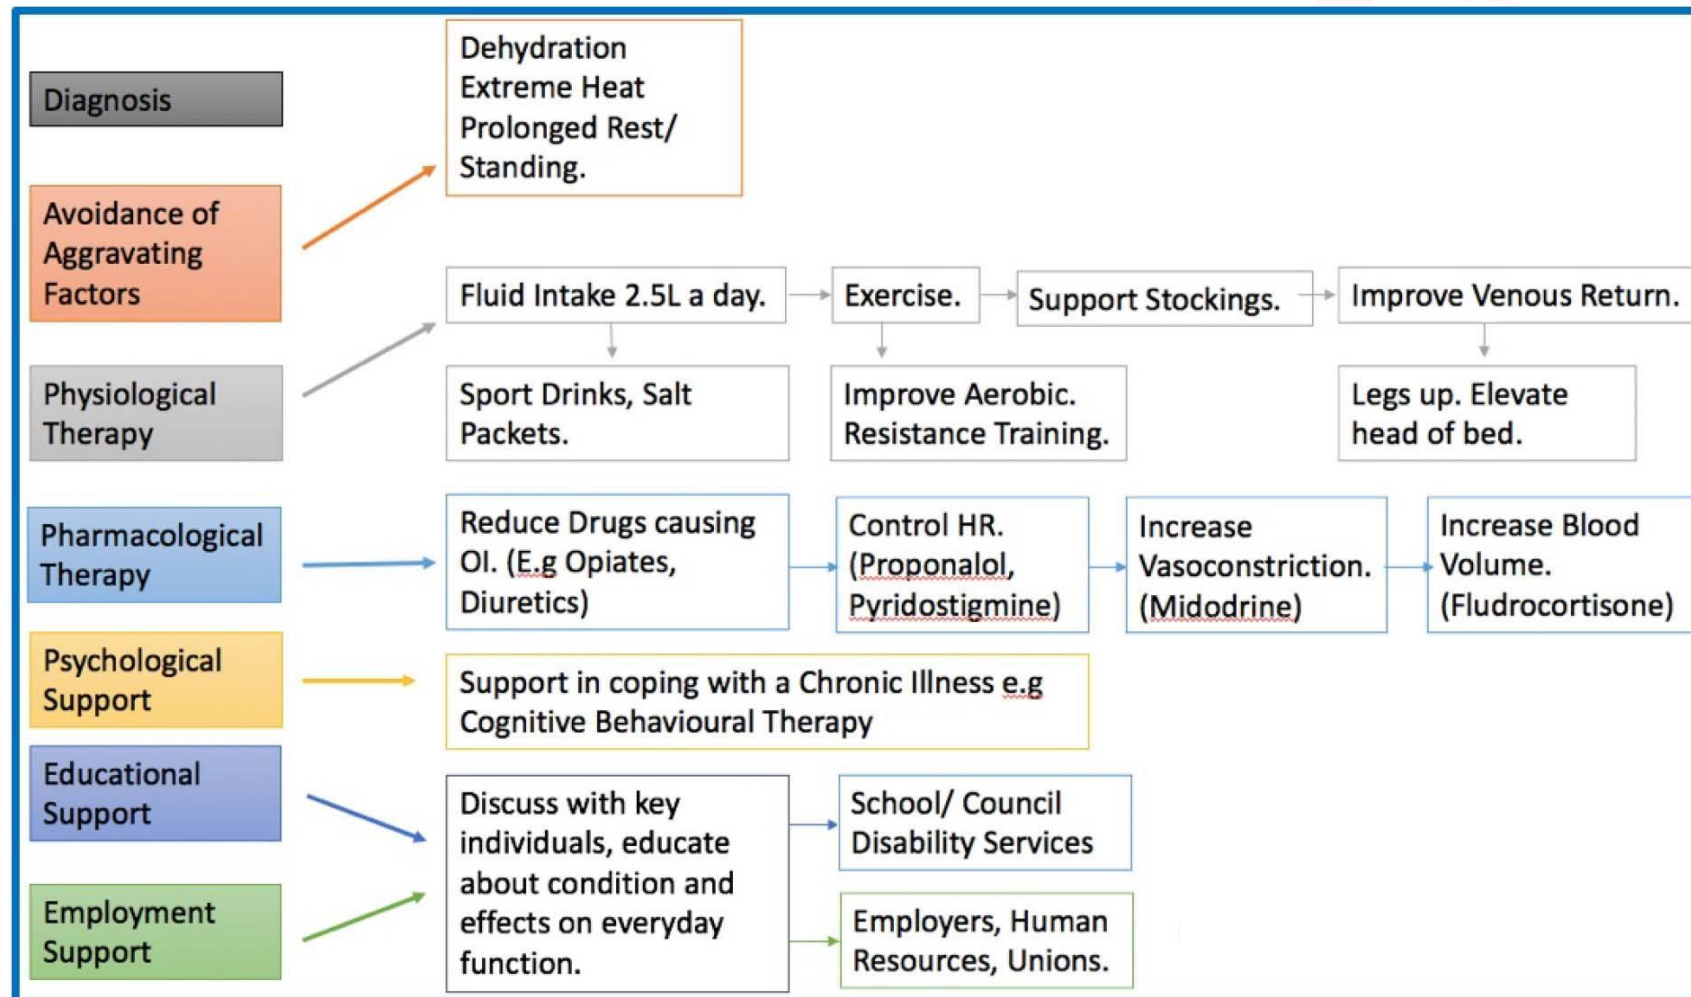 Diagnosis
Dehydration
Extreme Heat
Prolonged Rest/
Standing.
Avoidance of
Aggravating
Factors
Fluid Intake 2.5L a day.
Exercise.
Support Stockings.
Improve Venous Return.
Physiological
Therapy
Sport Drinks, Salt
Packets.
Improve Aerobic.
Resistance Training.
Legs up. Elevate
head of bed.
Pharmacological
Therapy
Reduce Drugs causing
OI. (E.g Opiates,
Diuretics)
Control HR.
(Proponalol,
Pyridostigmine)
Increase
Vasoconstriction.
(Midodrine)
Increase Blood
Volume.
(Fludrocortisone)
Psychological
Support
Support in coping with a Chronic Illness e.g
Cognitive Behavioural Therapy
Educational
Support
Discuss with key
individuals, educate
about condition and
effects on everyday
function.
School/ Council
Disability Services
Employment
Support
Employers, Human
Resources, Unions.